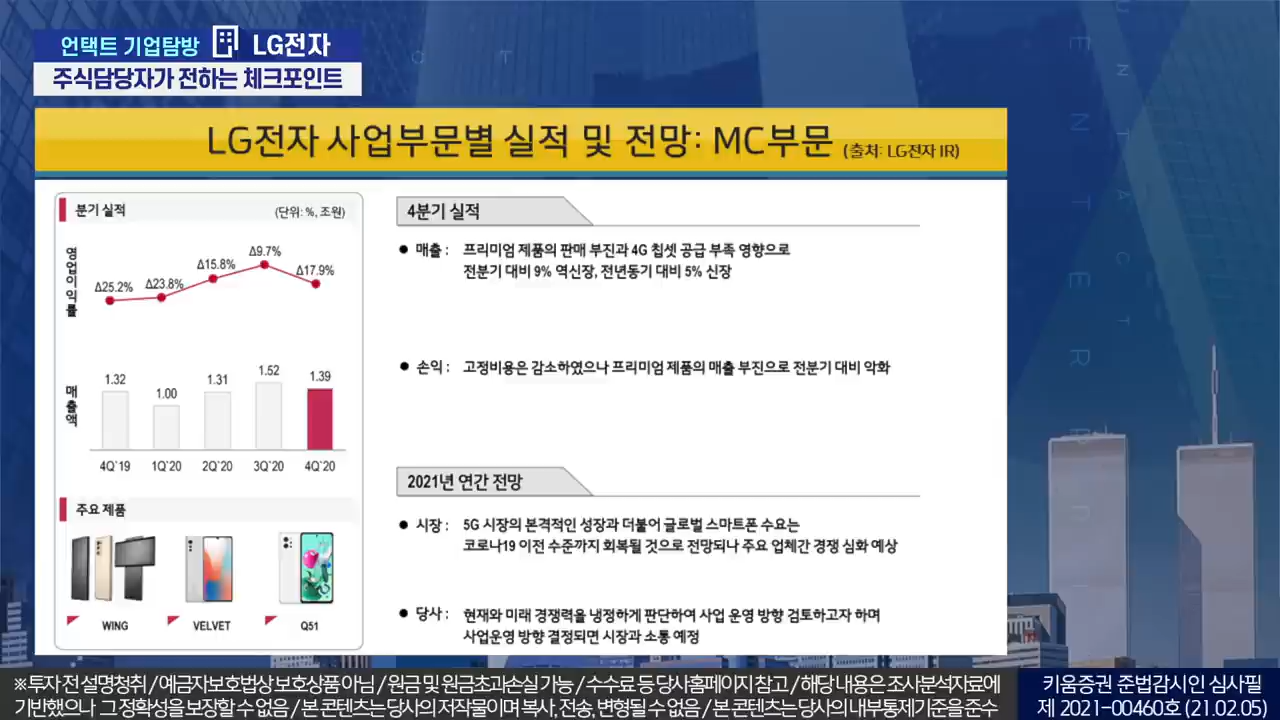 언택트 기업탐방 LG전자
주식담당자가 전하는 체크포인트
LG전자 사업부문별 실적 및 전망: MC부문 (출처: LG전자 IR)
분기 실적 (단위: %, 조원)
영업이익률
Δ25.2% Δ23.8% Δ15.8% Δ9.7% Δ17.9%
매출액
1.32 1.00 1.31 1.52 1.39
4Q`19 1Q`20 2Q`20 3Q`20 4Q`20
주요 제품
WING VELVET Q51
4분기 실적
● 매출 : 프리미엄 제품의 판매 부진과 4G 칩셋 공급 부족 영향으로
전분기 대비 9% 역신장, 전년동기 대비 5% 신장
● 손익 : 고정비용은 감소하였으나 프리미엄 제품의 매출 부진으로 전분기 대비 악화
2021년 연간 전망
● 시장 : 5G 시장의 본격적인 성장과 더불어 글로벌 스마트폰 수요는
코로나19 이전 수준까지 회복될 것으로 전망되나 주요 업체간 경쟁 심화 예상
● 당사 : 현재와 미래 경쟁력을 냉정하게 판단하여 사업 운영 방향 검토하고자 하며
사업운영 방향 결정되면 시장과 소통 예정
※ 투자 전 설명청취 / 예금자보호법상 보호상품 아님 / 원금 및 원금초과손실 가능 / 수수료 등 당사홈페이지 참고 / 해당 내용은 조사분석자료에
기반했으나 그 정확성을 보장할 수 없음 / 본 콘텐츠는 당사의 저작물이며 복사, 전송, 변형될 수 없음 / 본 콘텐츠는 당사의 내부통제기준을 준수
키움증권 준법감시인 심사필
제 2021-00460호 (21.02.05)